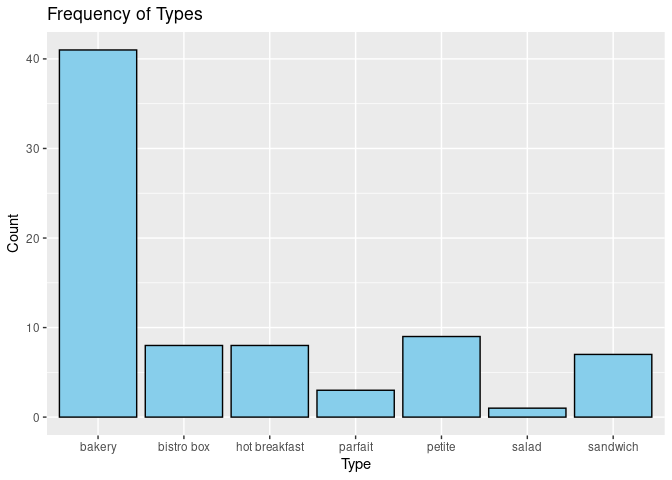 Frequency of Types
Count
40
30
20
10
0
bakery bistro box hot breakfast parfait petite salad sandwich
Type